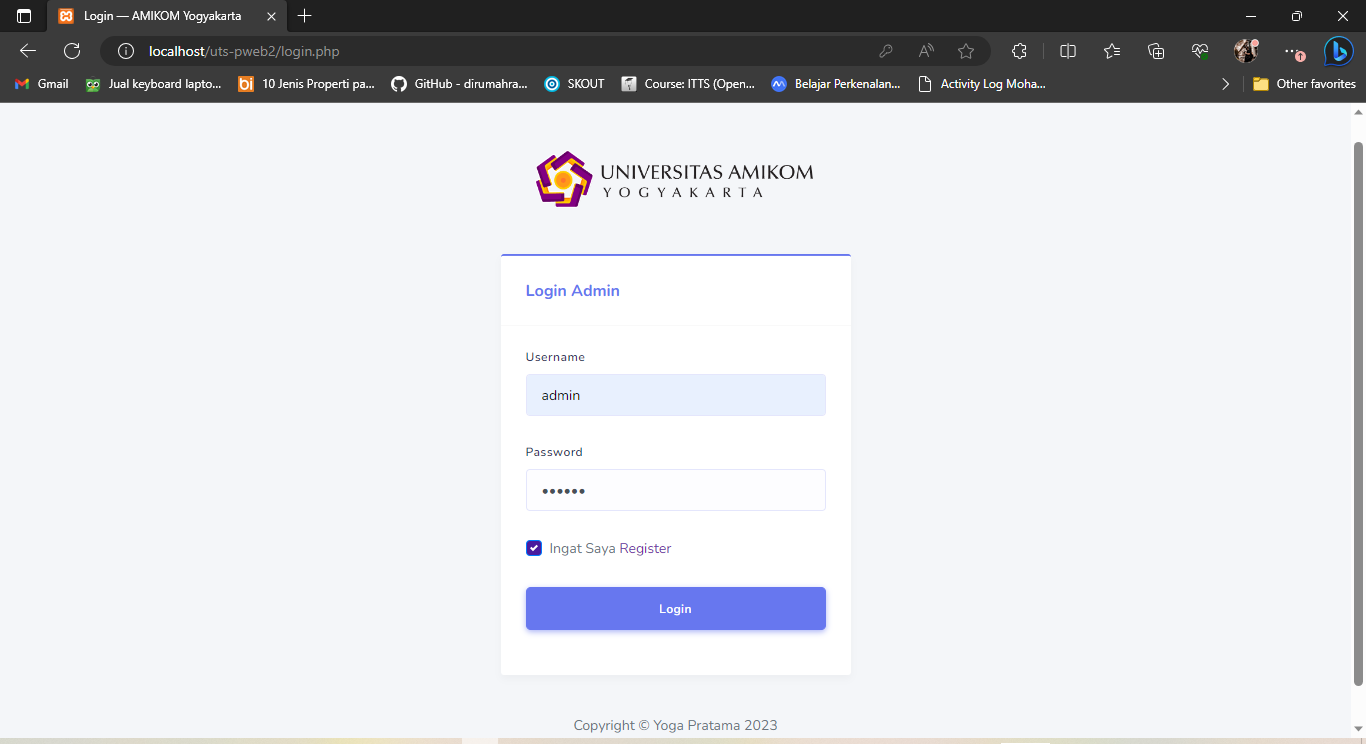 Login — AMIKOM Yogyakarta
localhost/uts-pweb2/login.php
Gmail
Jual keyboard lapto...
bi
10 Jenis Properti pa...
GitHub - dirumahra...
SKOUT
Course: ITTS (Open...
Belajar Perkenalan...
Activity Log Moha...
Other favorites
UNIVERSITAS AMIKOM
YOGYAKARTA
Login Admin
Username
admin
Password
••••••
Ingat Saya Register
Login
Copyright © Yoga Pratama 2023